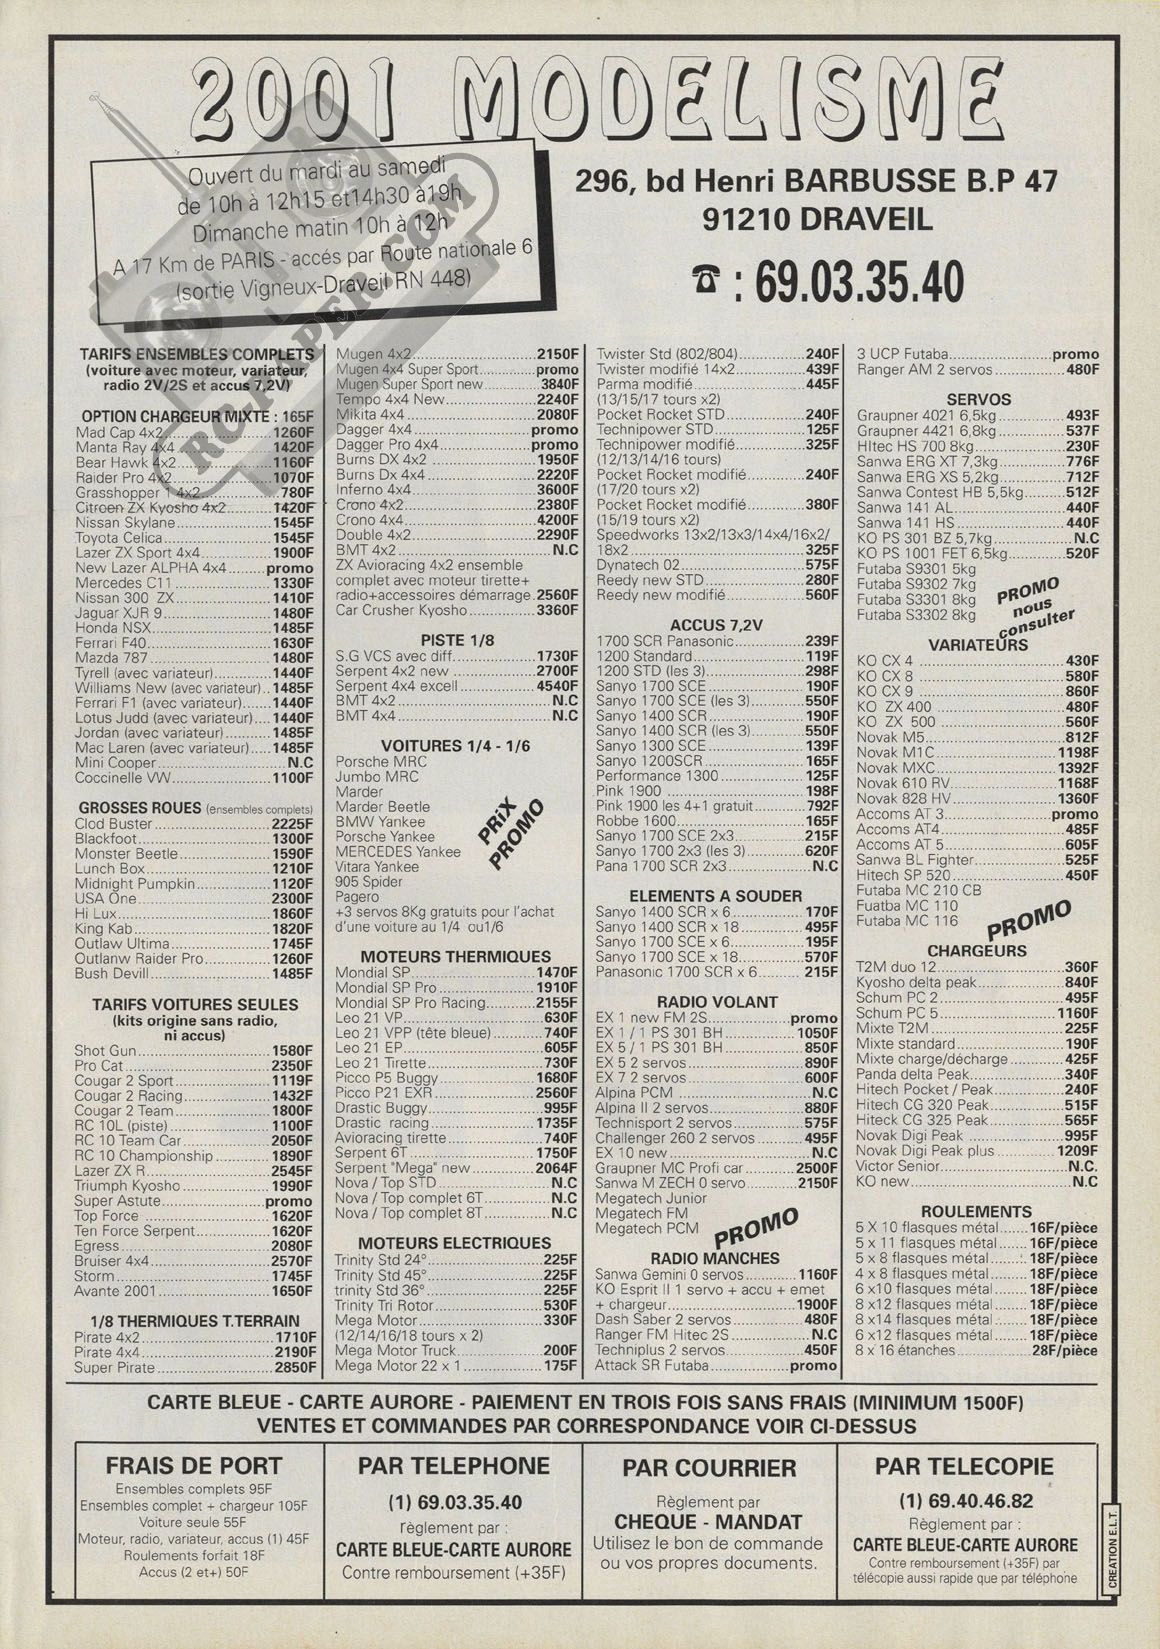 2001 MODELISME
Ouvert du mardi au samedi
de 10h à 12h15 et14h30 à19h
Dimanche matin 10h à 12h
A 17 Km de PARIS - accés par Route nationale 6
(sortie Vigneux-Draveil RN 448)
296, bd Henri BARBUSSE B.P 47
91210 DRAVEIL
☎ : 69.03.35.40
RC-PAPER.COM
TARIFS ENSEMBLES COMPLETS
(voiture avec moteur, variateur,
radio 2V/2S et accus 7,2V)
OPTION CHARGEUR MIXTE : 165F
Mad Cap 4x2 1260F
Manta Ray 4x4 1420F
Bear Hawk 4x2 1160F
Raider Pro 4x2 1070F
Grasshopper 1 4x2 780F
Citroen ZX Kyosho 4x2 1420F
Nissan Skylane 1545F
Toyota Celica 1545F
Lazer ZX Sport 4x4 1900F
New Lazer ALPHA 4x4 promo
Mercedes C11 1330F
Nissan 300 ZX 1410F
Jaguar XJR 9 1480F
Honda NSX 1485F
Ferrari F40 1630F
Mazda 787 1480F
Tyrell (avec variateur) 1440F
Williams New (avec variateur) 1485F
Ferrari F1 (avec variateur) 1440F
Lotus Judd (avec variateur) 1440F
Jordan (avec variateur) 1485F
Mac Laren (avec variateur) 1485F
Mini Cooper N.C
Coccinelle VW 1100F
GROSSES ROUES (ensembles complets)
Clod Buster 2225F
Blackfoot 1300F
Monster Beetle 1590F
Lunch Box 1210F
Midnight Pumpkin 1120F
USA One 2300F
Hi Lux 1860F
King Kab 1820F
Outlaw Ultima 1745F
Outlanw Raider Pro 1260F
Bush Devill 1485F
TARIFS VOITURES SEULES
(kits origine sans radio,
ni accus)
Shot Gun 1580F
Pro Cat 2350F
Cougar 2 Sport 1119F
Cougar 2 Racing 1432F
Cougar 2 Team 1800F
RC 10L (piste) 1100F
RC 10 Team Car 2050F
RC 10 Championship 1890F
Lazer ZX R 2545F
Triumph Kyosho 1990F
Super Astute promo
Top Force 1620F
Ten Force Serpent 1620F
Egress 2080F
Bruiser 4x4 2570F
Storm 1745F
Avante 2001 1650F
1/8 THERMIQUES T.TERRAIN
Pirate 4x2 1710F
Pirate 4x4 2190F
Super Pirate 2850F
Mugen 4x2 2150F
Mugen 4x4 Super Sport promo
Mugen Super Sport new 3840F
Tempo 4x4 New 2240F
Mikita 4x4 2080F
Dagger 4x4 promo
Dagger Pro 4x4 promo
Burns DX 4x2 1950F
Burns Dx 4x4 2220F
Inferno 4x4 3600F
Crono 4x2 2380F
Crono 4x4 4200F
Double 4x2 2290F
BMT 4x2 N.C
ZX Avioracing 4x2 ensemble
complet avec moteur tirette+
radio+accessoires démarrage 2560F
Car Crusher Kyosho 3360F
PISTE 1/8
S.G VCS avec diff 1730F
Serpent 4x2 new 2700F
Serpent 4x4 excell 4540F
BMT 4x2 N.C
BMT 4x4 N.C
VOITURES 1/4 - 1/6
Porsche MRC
Jumbo MRC
Marder
Marder Beetle
BMW Yankee
Porsche Yankee
MERCEDES Yankee
Vitara Yankee
905 Spider
Pagero
PRiX
PROMO
+3 servos 8Kg gratuits pour l'achat
d'une voiture au 1/4 ou1/6
MOTEURS THERMIQUES
Mondial SP 1470F
Mondial SP Pro 1910F
Mondial SP Pro Racing 2155F
Leo 21 VP 630F
Leo 21 VPP (tête bleue) 740F
Leo 21 EP 605F
Leo 21 Tirette 730F
Picco P5 Buggy 1680F
Picco P21 EXR 2560F
Drastic Buggy 995F
Drastic racing 1735F
Avioracing tirette 740F
Serpent 6T 1750F
Serpent "Mega" new 2064F
Nova / Top STD N.C
Nova / Top complet 6T N.C
Nova / Top complet 8T N.C
MOTEURS ELECTRIQUES
Trinity Std 24° 225F
Trinity Std 45° 225F
trinity Std 36° 225F
Trinity Tri Rotor 530F
Mega Motor 330F
(12/14/16/18 tours x 2)
Mega Motor Truck 200F
Mega Motor 22 x 1 175F
Twister Std (802/804) 240F
Twister modifié 14x2 439F
Parma modifié 445F
(13/15/17 tours x2)
Pocket Rocket STD 240F
Technipower STD 125F
Technipower modifié 325F
(12/13/14/16 tours)
Pocket Rocket modifié 240F
(17/20 tours x2)
Pocket Rocket modifié 380F
(15/19 tours x2)
Speedworks 13x2/13x3/14x4/16x2/
18x2 325F
Dynatech 02 575F
Reedy new STD 280F
Reedy new modifié 560F
ACCUS 7,2V
1700 SCR Panasonic 239F
1200 Standard 119F
1200 STD (les 3) 298F
Sanyo 1700 SCE 190F
Sanyo 1700 SCE (les 3) 550F
Sanyo 1400 SCR 190F
Sanyo 1400 SCR (les 3) 550F
Sanyo 1300 SCE 139F
Sanyo 1200SCR 165F
Performance 1300 125F
Pink 1900 198F
Pink 1900 les 4+1 gratuit 792F
Robbe 1600 165F
Sanyo 1700 SCE 2x3 215F
Sanyo 1700 2x3 (les 3) 620F
Pana 1700 SCR 2x3 N.C
ELEMENTS A SOUDER
Sanyo 1400 SCR x 6 170F
Sanyo 1400 SCR x 18 495F
Sanyo 1700 SCE x 6 195F
Sanyo 1700 SCE x 18 570F
Panasonic 1700 SCR x 6 215F
RADIO VOLANT
EX 1 new FM 2S promo
EX 1 / 1 PS 301 BH 1050F
EX 5 / 1 PS 301 BH 850F
EX 5 2 servos 890F
EX 7 2 servos 600F
Alpina PCM N.C
Alpina II 2 servos 880F
Technisport 2 servos 575F
Challenger 260 2 servos 495F
EX 10 new N.C
Graupner MC Profi car 2500F
Sanwa M ZECH 0 servo 2150F
Megatech Junior
Megatech FM
Megatech PCM
PROMO
RADIO MANCHES
Sanwa Gemini 0 servos 1160F
KO Esprit II 1 servo + accu + emet
+ chargeur 1900F
Dash Saber 2 servos 480F
Ranger FM Hitec 2S N.C
Techniplus 2 servos 450F
Attack SR Futaba promo
3 UCP Futaba promo
Ranger AM 2 servos 480F
SERVOS
Graupner 4021 6,5kg 493F
Graupner 4421 6,8kg 537F
HItec HS 700 8kg 230F
Sanwa ERG XT 7,3kg 776F
Sanwa ERG XS 5,2kg 712F
Sanwa Contest HB 5,5kg 512F
Sanwa 141 AL 440F
Sanwa 141 HS 440F
KO PS 301 BZ 5,7kg N.C
KO PS 1001 FET 6,5kg 520F
Futaba S9301 5kg
Futaba S9302 7kg
Futaba S3301 8kg
Futaba S3302 8kg
PROMO
nous
consulter
VARIATEURS
KO CX 4 430F
KO CX 8 580F
KO CX 9 860F
KO ZX 400 480F
KO ZX 500 560F
Novak M5 812F
Novak M1C 1198F
Novak MXC 1392F
Novak 610 RV 1168F
Novak 828 HV 1360F
Accoms AT 3 promo
Accoms AT4 485F
Accoms AT 5 605F
Sanwa BL Fighter 525F
Hitech SP 520 450F
Futaba MC 210 CB
Fuatba MC 110
Futaba MC 116
PROMO
CHARGEURS
T2M duo 12 360F
Kyosho delta peak 840F
Schum PC 2 495F
Schum PC 5 1160F
Mixte T2M 225F
Mixte standard 190F
Mixte charge/décharge 425F
Panda delta Peak 340F
Hitech Pocket / Peak 240F
Hitech CG 320 Peak 515F
Hiteck CG 325 Peak 565F
Novak Digi Peak 995F
Novak Digi Peak plus 1209F
Victor Senior N.C.
KO new N.C
ROULEMENTS
5 X 10 flasques métal 16F/pièce
5 x 11 flasques métal 16F/pièce
5 x 8 flasques métal 18F/pièce
4 x 8 flasques métal 18F/pièce
6 x10 flasques métal 18F/pièce
8 x12 flasques métal 18F/pièce
8 x14 flasques métal 18F/pièce
6 x12 flasques métal 18F/pièce
8 x 16 étanches 28F/pièce
CARTE BLEUE - CARTE AURORE - PAIEMENT EN TROIS FOIS SANS FRAIS (MINIMUM 1500F)
VENTES ET COMMANDES PAR CORRESPONDANCE VOIR CI-DESSUS
FRAIS DE PORT
Ensembles complets 95F
Ensembles complet + chargeur 105F
Voiture seule 55F
Moteur, radio, variateur, accus (1) 45F
Roulements forfait 18F
Accus (2 et+) 50F
PAR TELEPHONE
(1) 69.03.35.40
règlement par :
CARTE BLEUE-CARTE AURORE
Contre remboursement (+35F)
PAR COURRIER
Règlement par
CHEQUE - MANDAT
Utilisez le bon de commande
ou vos propres documents.
PAR TELECOPIE
(1) 69.40.46.82
Règlement par :
CARTE BLEUE-CARTE AURORE
Contre remboursement (+35F) par
télécopie aussi rapide que par téléphone
CREATION E.L.T.